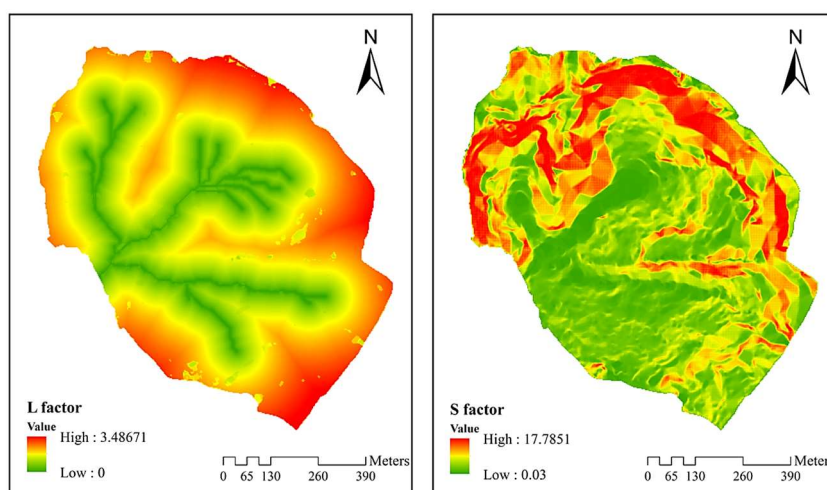 N
L factor
Value
High : 3.48671
Low : 0
Meters
0 65 130 260 390
N
S factor
Value
High : 17.7851
Low : 0.03
Meters
0 65 130 260 390